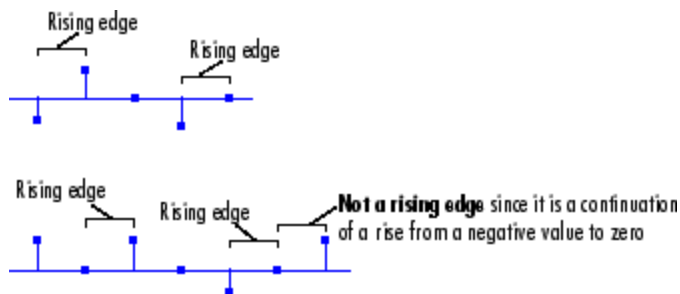 Rising edge
Rising edge
Rising edge
Rising edge
Not a rising edge since it is a continuation
of a rise from a negative value to zero